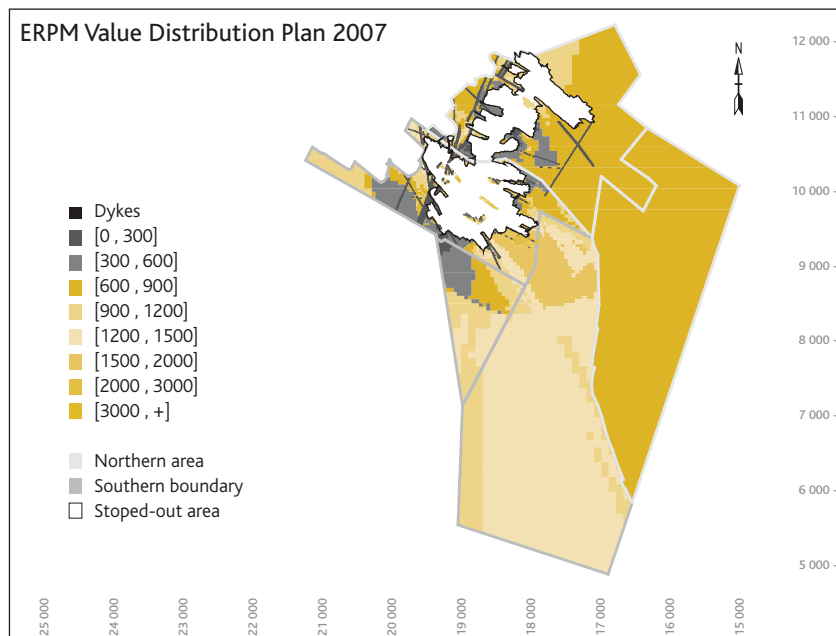 ERPM Value Distribution Plan 2007
N
12 000 -
11 000 -
10 000 -
9 000 -
8 000 -
7 000 -
6 000 -
5 000 -
Dykes
[0 , 300]
[300 , 600]
[600 , 900]
[900 , 1200]
[1200 , 1500]
[1500 , 2000]
[2000 , 3000]
[3000 , +]
Northern area
Southern boundary
Stoped-out area
25 000
24 000
23 000
22 000
21 000
20 000
19 000
18 000
17 000
16 000
-15 000